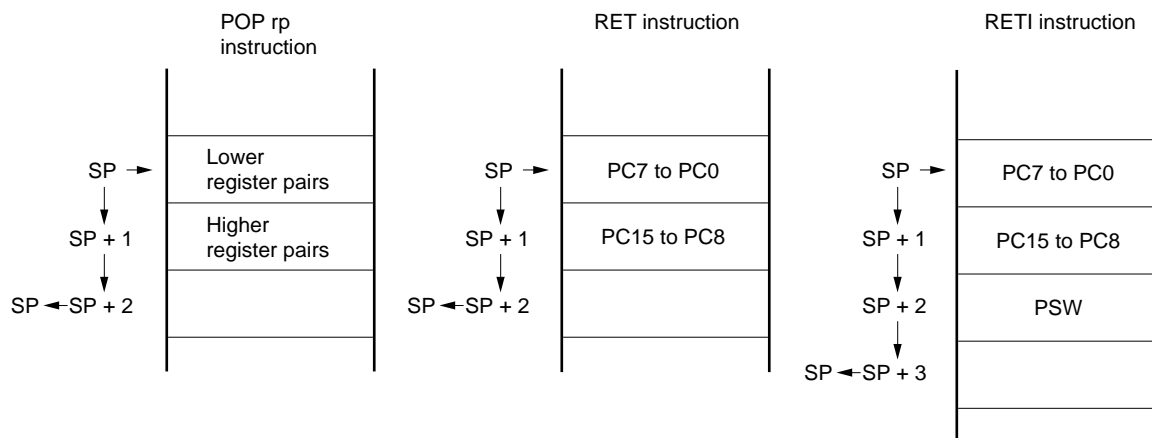 POP rp
instruction
SP
Lower
register pairs
SP + 1
Higher
register pairs
SP
SP + 2
RET instruction
SP
PC7 to PC0
SP + 1
PC15 to PC8
SP
SP + 2
RETI instruction
SP
PC7 to PC0
SP + 1
PC15 to PC8
SP + 2
PSW
SP
SP + 3